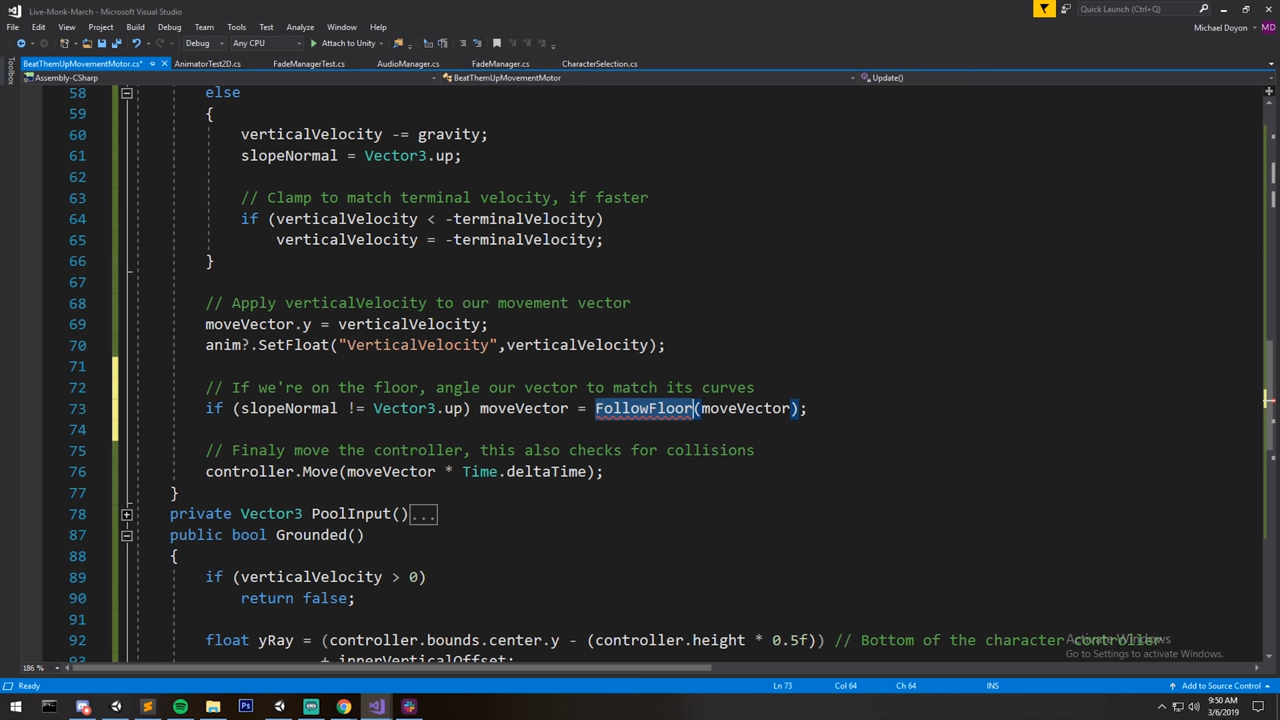 Live-Monk-March - Microsoft Visual Studio
Quick Launch (Ctrl+Q)
File Edit View Project Build Debug Team Tools Test Analyze Window Help
Michael Doyon MD
Debug Any CPU Attach to Unity
BeatThemUpMovementMotor.cs* AnimatorTest2D.cs FadeManagerTest.cs AudioManager.cs FadeManager.cs CharacterSelection.cs
Toolbox
Assembly-CSharp BeatThemUpMovementMotor Update()
58 else
59 {
60 verticalVelocity -= gravity;
61 slopeNormal = Vector3.up;
62
63 // Clamp to match terminal velocity, if faster
64 if (verticalVelocity < -terminalVelocity)
65 verticalVelocity = -terminalVelocity;
66 }
67
68 // Apply verticalVelocity to our movement vector
69 moveVector.y = verticalVelocity;
70 anim?.SetFloat("VerticalVelocity",verticalVelocity);
71
72 // If we're on the floor, angle our vector to match its curves
73 if (slopeNormal != Vector3.up) moveVector = FollowFloor(moveVector);
74
75 // Finaly move the controller, this also checks for collisions
76 controller.Move(moveVector * Time.deltaTime);
77 }
78 private Vector3 PoolInput()...
87 public bool Grounded()
88 {
89 if (verticalVelocity > 0)
90 return false;
91
92 float yRay = (controller.bounds.center.y - (controller.height * 0.5f)) // Bottom of the character controller
93 + innerVerticalOffset;
Activate Windows
Go to Settings to activate Windows.
186 %
Ready Ln 73 Col 64 Ch 64 INS Add to Source Control
9:50 AM
3/6/2019